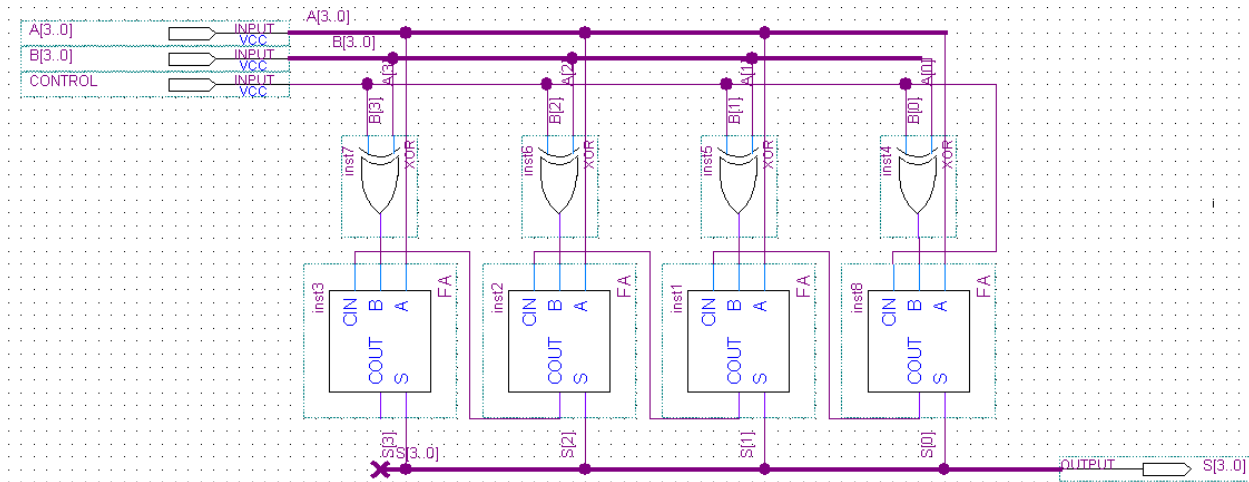 A[3..0]
A[3..0] INPUT
VCC
B[3..0]
B[3..0] INPUT
VCC
CONTROL INPUT
VCC
A[3] A[2] A[1] A[0]
B[3] B[2] B[1] B[0]
inst7 XOR inst6 XOR inst5 XOR inst4 XOR
inst3 FA inst2 FA inst1 FA inst8 FA
CIN B A CIN B A CIN B A CIN B A
COUT S COUT S COUT S COUT S
S[3] S[2] S[1] S[0]
S[3..0]
OUTPUT S[3..0]
i